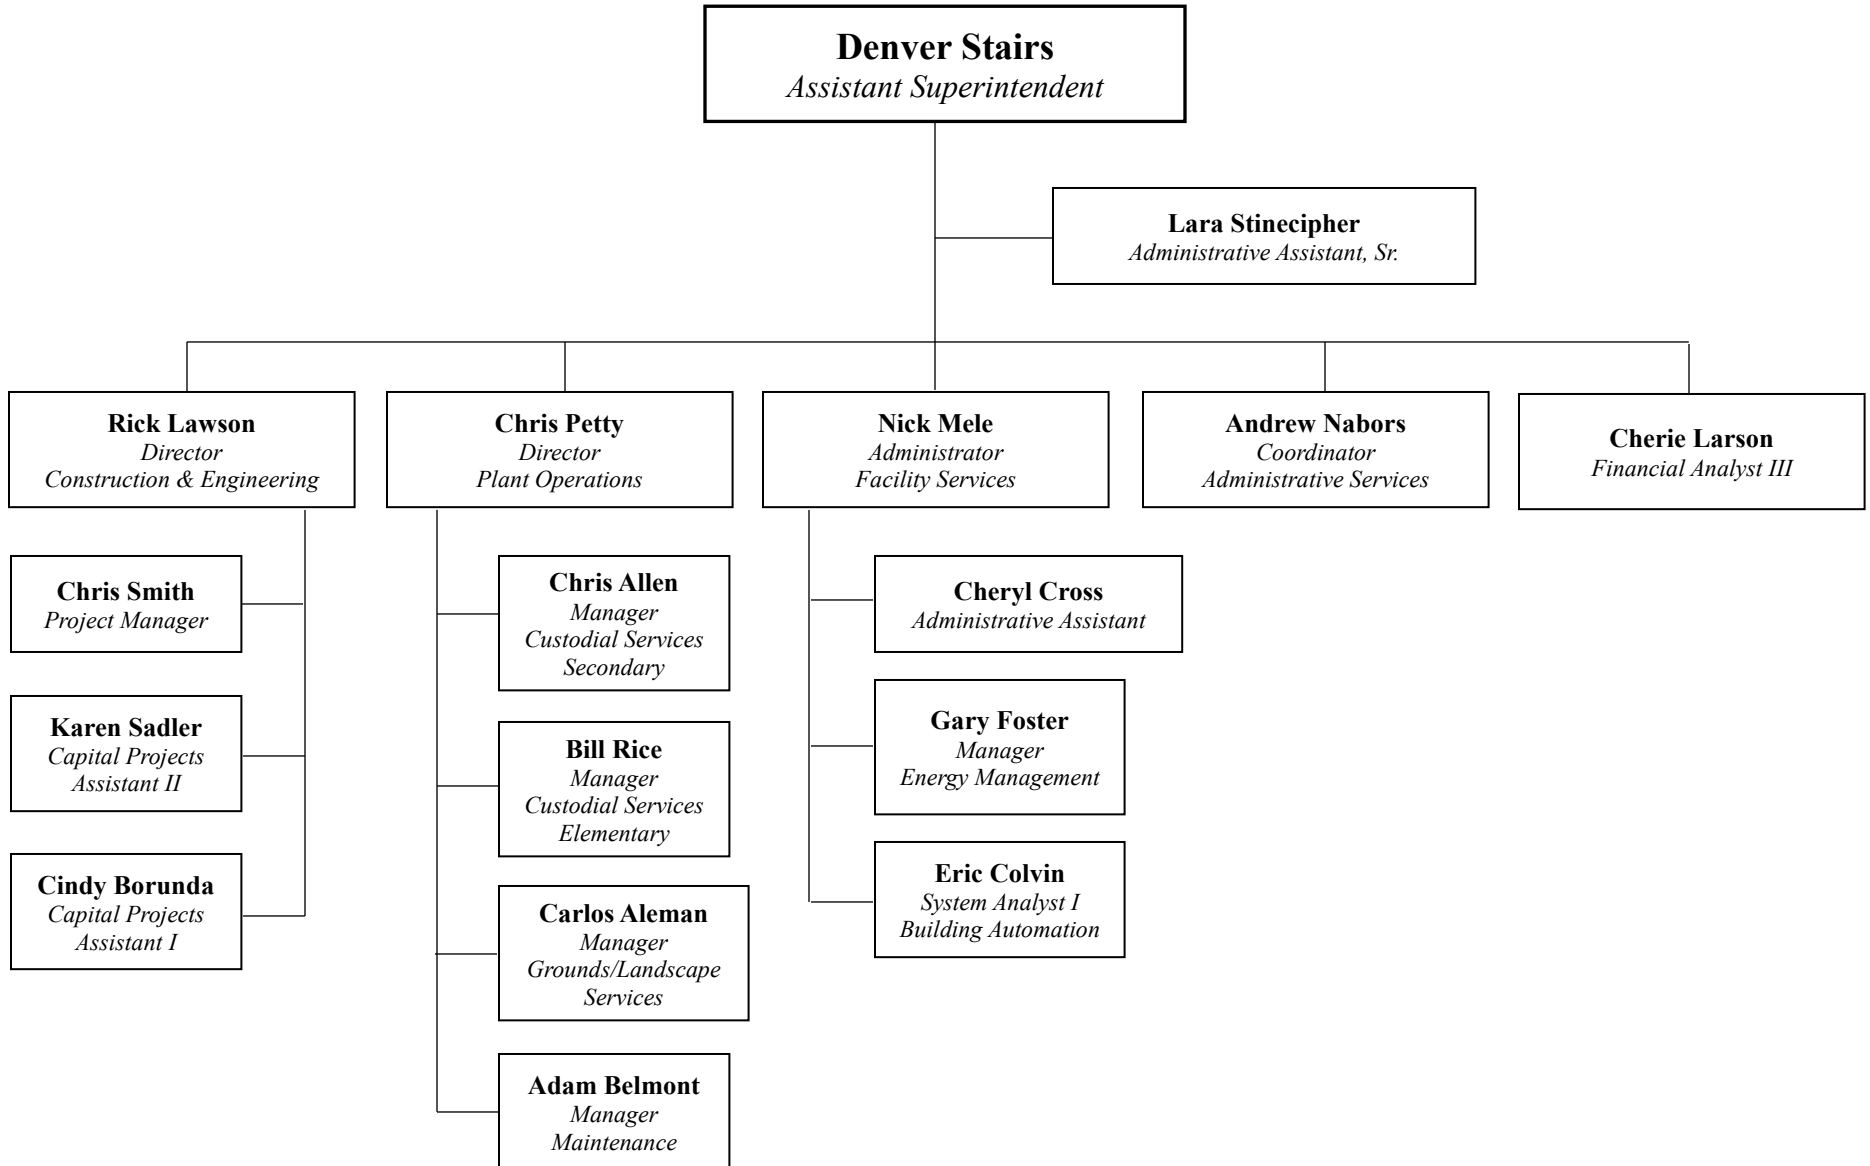 Denver Stairs
Assistant Superintendent
Lara Stinecipher
Administrative Assistant, Sr.
Rick Lawson
Director
Construction & Engineering
Chris Petty
Director
Plant Operations
Nick Mele
Administrator
Facility Services
Andrew Nabors
Coordinator
Administrative Services
Cherie Larson
Financial Analyst III
Chris Smith
Project Manager
Karen Sadler
Capital Projects
Assistant II
Cindy Borunda
Capital Projects
Assistant I
Chris Allen
Manager
Custodial Services
Secondary
Bill Rice
Manager
Custodial Services
Elementary
Carlos Aleman
Manager
Grounds/Landscape
Services
Adam Belmont
Manager
Maintenance
Cheryl Cross
Administrative Assistant
Gary Foster
Manager
Energy Management
Eric Colvin
System Analyst I
Building Automation